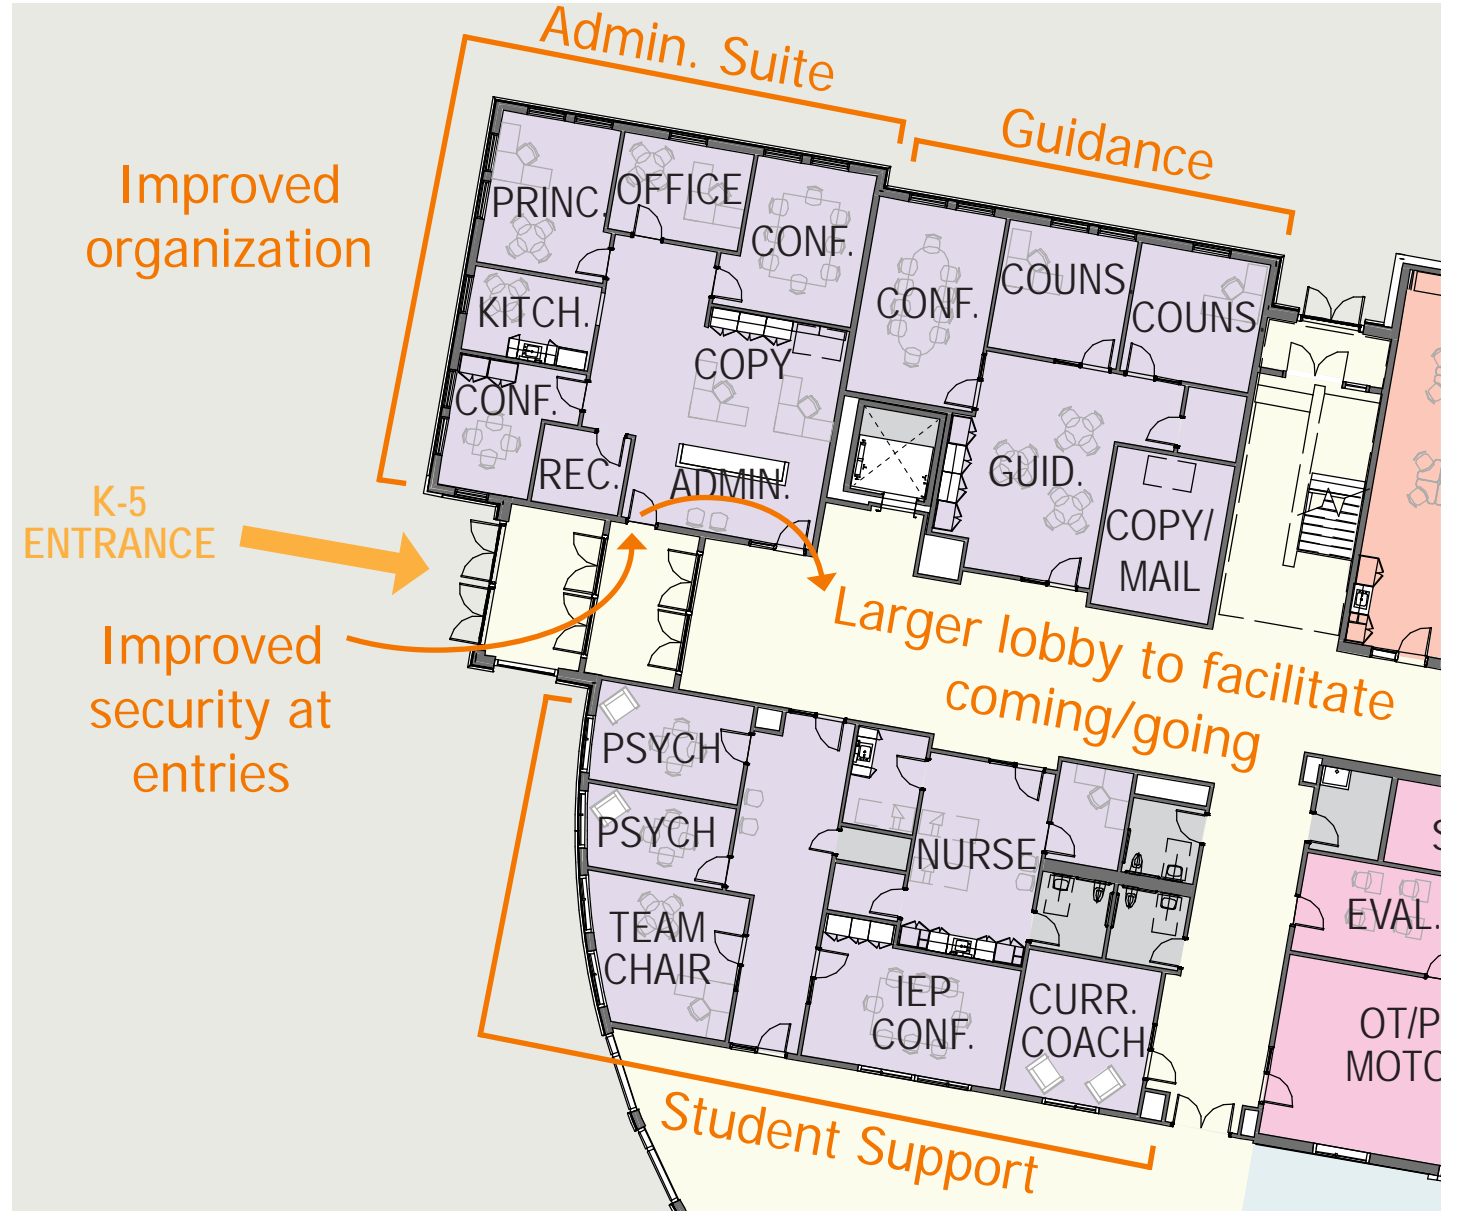 Admin. Suite
Guidance
Improved
organization
PRINC.
OFFICE
CONF.
KITCH.
COPY
CONF.
REC.
ADMIN.
CONF.
COUNS.
COUNS.
GUID.
COPY/
MAIL
K-5
ENTRANCE
Improved
security at
entries
Larger lobby to facilitate
coming/going
PSYCH
PSYCH
TEAM
CHAIR
NURSE
IEP
CONF.
CURR.
COACH
S
EVAL.
OT/P
MOTO
Student Support